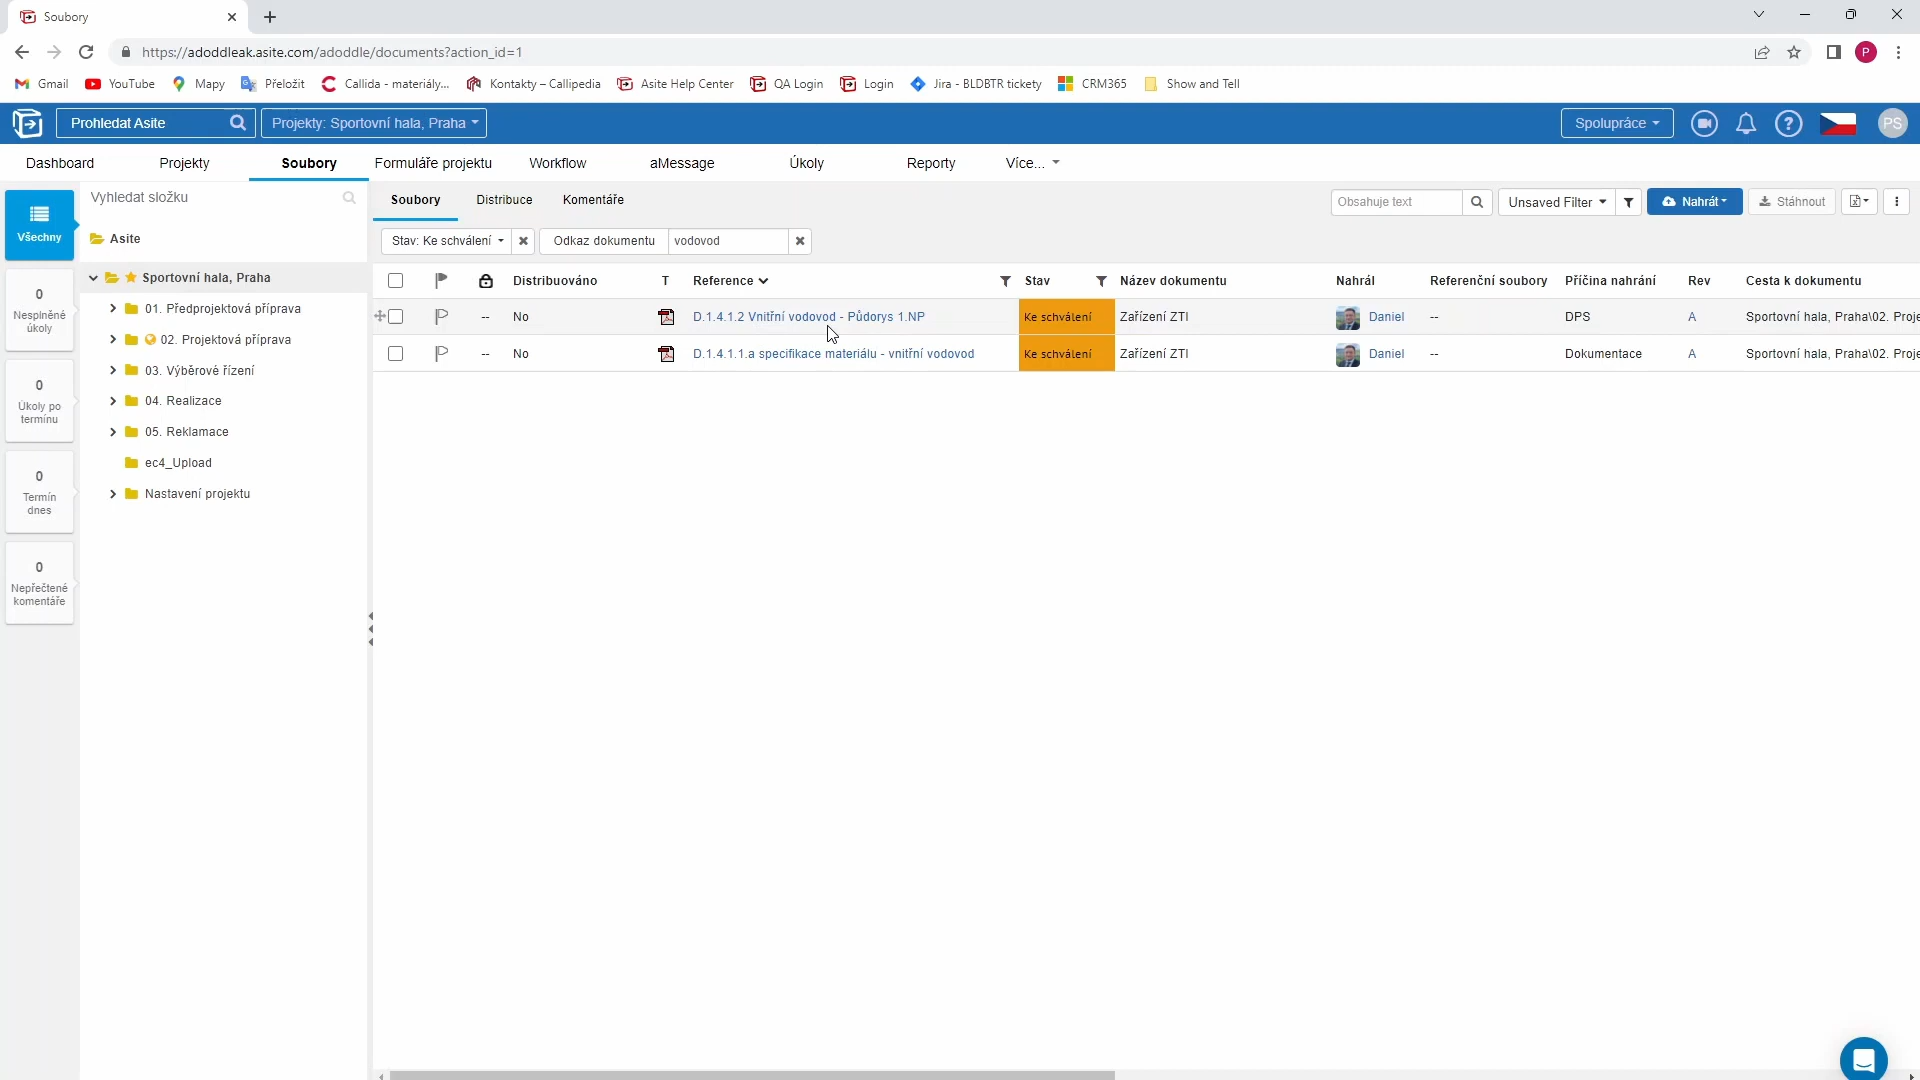 Soubory
https://adoddleak.asite.com/adoddle/documents?action_id=1
P
Gmail YouTube Mapy Přeložit Callida - materiály... Kontakty – Callipedia Asite Help Center QA Login Login Jira - BLDBTR tickety CRM365 Show and Tell
Prohledat Asite Projekty: Sportovní hala, Praha Spolupráce ? PS
Dashboard Projekty Soubory Formuláře projektu Workflow aMessage Úkoly Reporty Více...
Všechny
0
Nesplněné
úkoly
0
Úkoly po
termínu
0
Termín
dnes
0
Nepřečtené
komentáře
Vyhledat složku
Asite
Sportovní hala, Praha
01. Předprojektová příprava
02. Projektová příprava
03. Výběrové řízení
04. Realizace
05. Reklamace
ec4_Upload
Nastavení projektu
Soubory Distribuce Komentáře Obsahuje text Unsaved Filter Nahrát Stáhnout
Stav: Ke schválení Odkaz dokumentu vodovod
Distribuováno T Reference Stav Název dokumentu Nahrál Referenční soubory Příčina nahrání Rev Cesta k dokumentu
-- No D.1.4.1.2 Vnitřní vodovod - Půdorys 1.NP Ke schválení Zařízení ZTI Daniel -- DPS A Sportovní hala, Praha\02. Proje
-- No D.1.4.1.1.a specifikace materiálu - vnitřní vodovod Ke schválení Zařízení ZTI Daniel -- Dokumentace A Sportovní hala, Praha\02. Proje